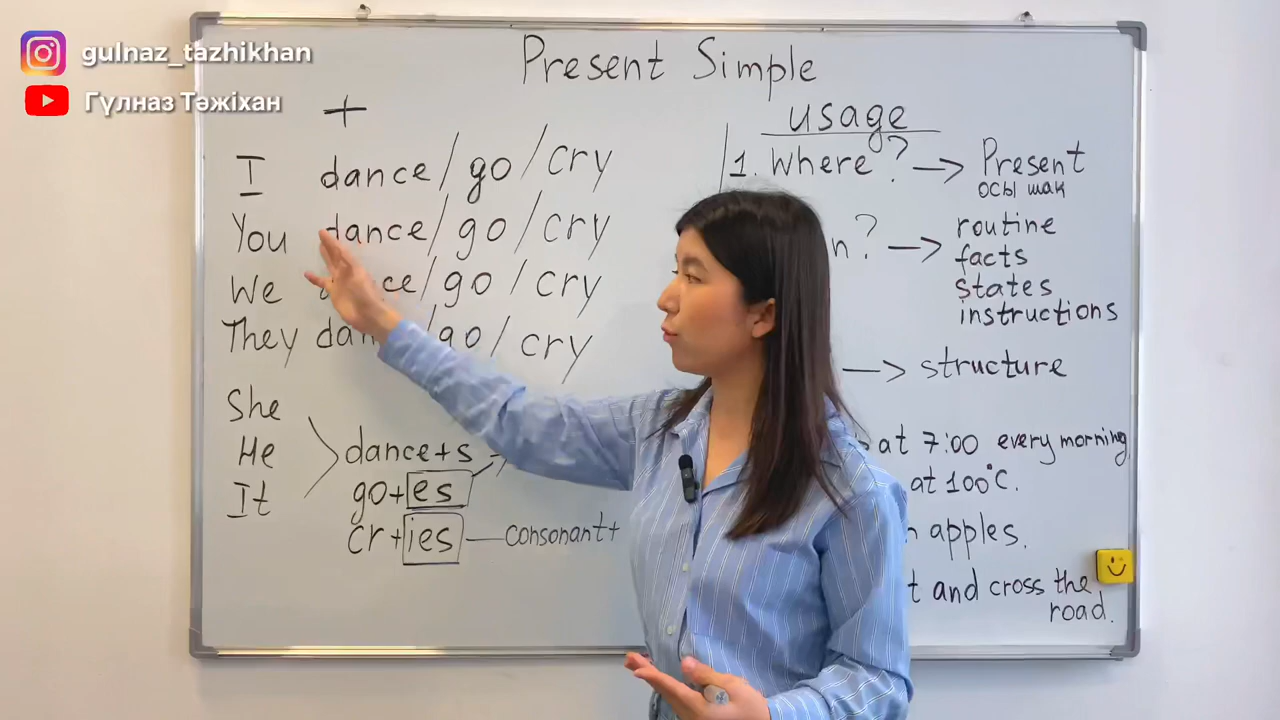 gulnaz_tazhikhan
Гүлназ Тәжіхан
Present Simple
+
I dance/go/cry
You dance/go/cry
We dance/go/cry
They go/cry
She
He
It
dance+s
go+es
cr+ies consonant+
usage
1. Where? → Present
осы шақ
? → routine
facts
states
instructions
→ structure
at 7:00 every morning
at 100°C.
apples.
and cross the
road.